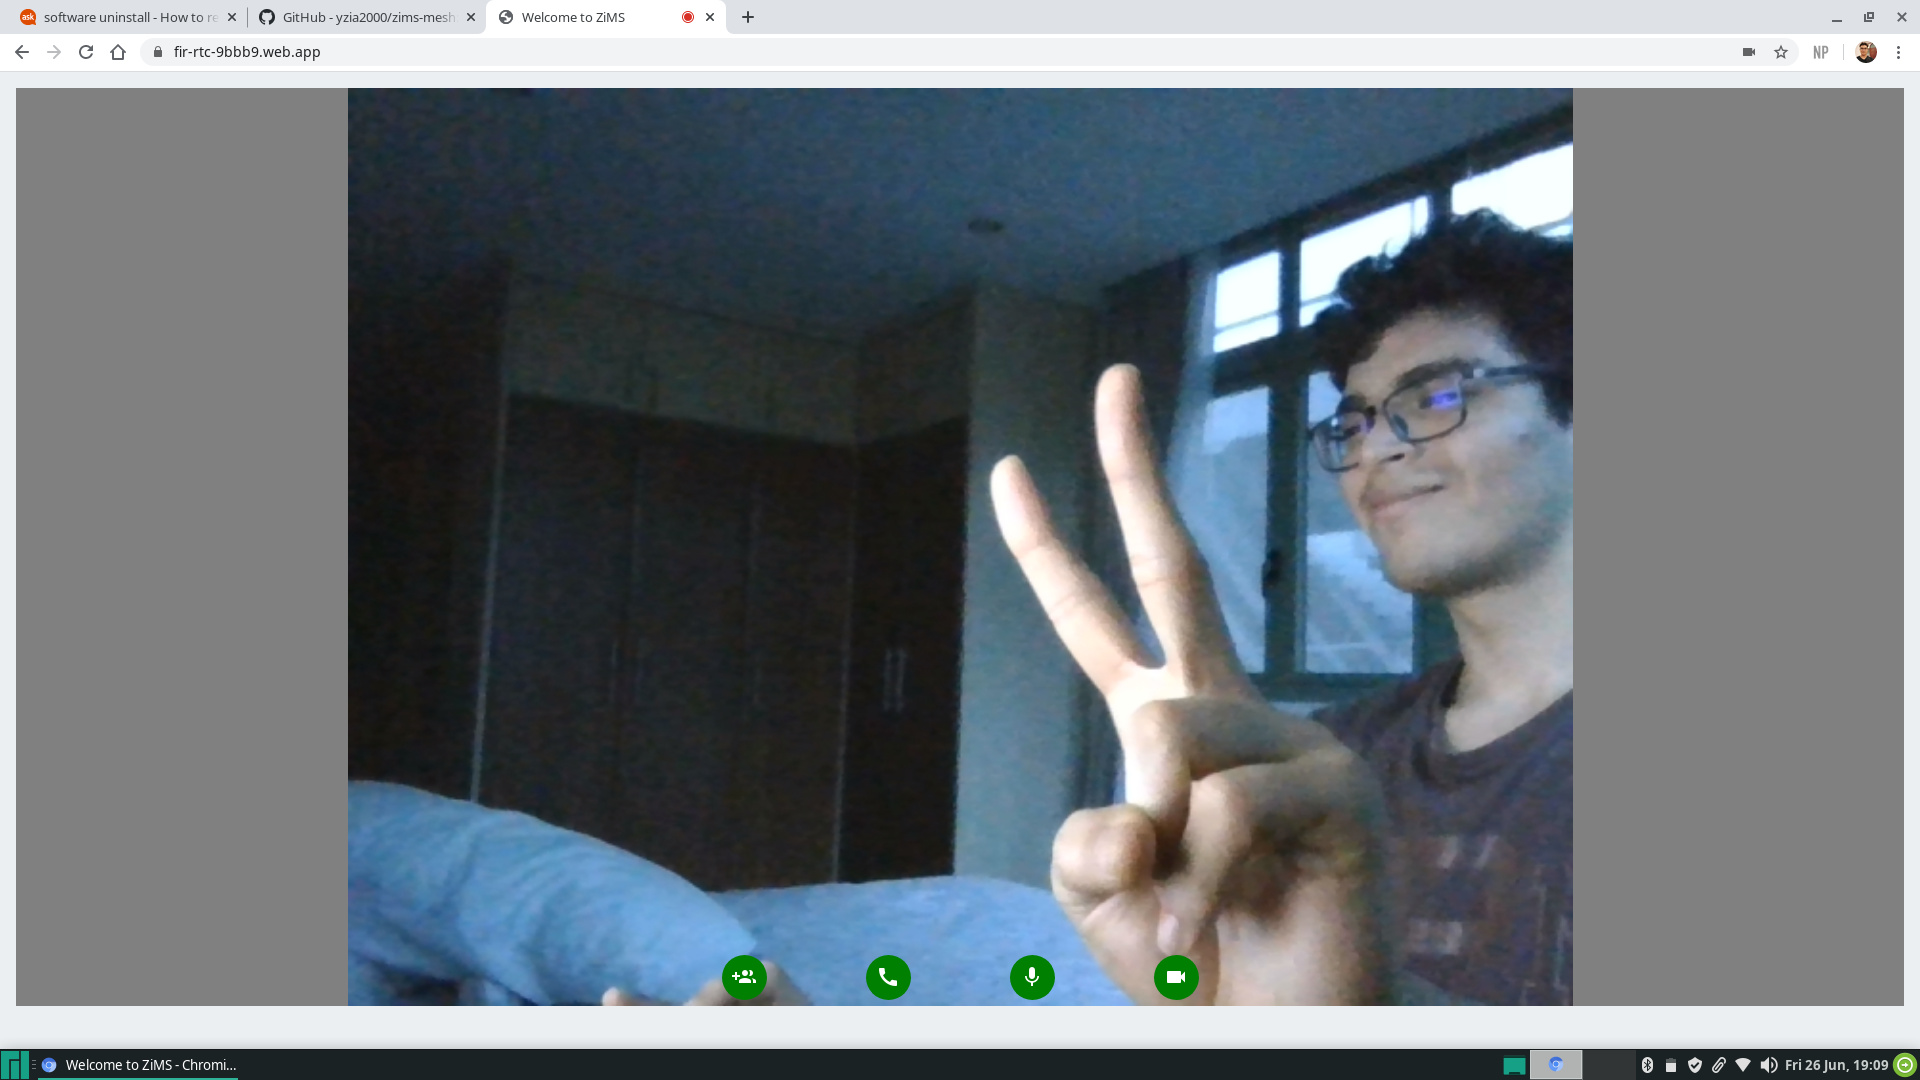 ask software uninstall - How to re
GitHub - yzia2000/zims-mesh
Welcome to ZiMS
fir-rtc-9bbb9.web.app
NP
Welcome to ZiMS - Chromi...
Fri 26 Jun, 19:09